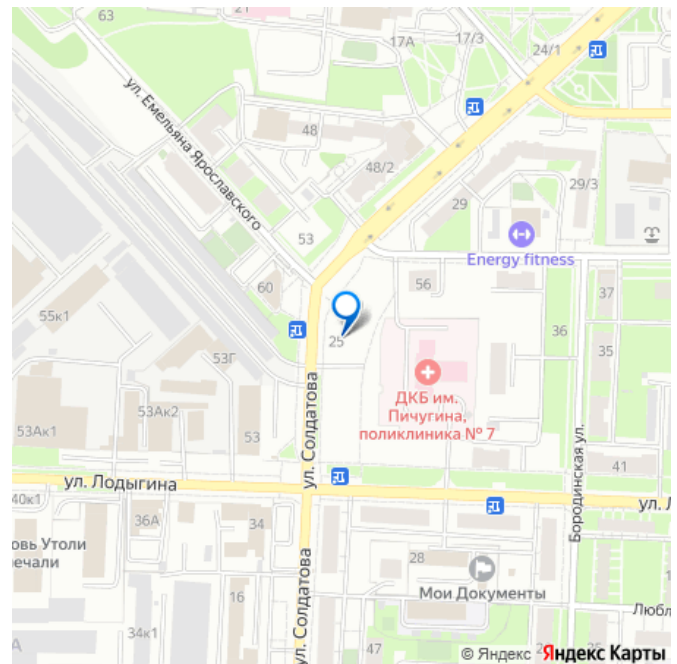 21
17А
17/3
24/1
63
ул. Емельяна Ярославского
48
48/2
29/3
29
53
Energy fitness
60
56
37
55к1
25
36
35
53Г
ДКБ им.
Пичугина,
поликлиника № 7
ул. Солдатова
53Ак2
53Ак1
53
Бородинская ул.
41
ул. Лодыгина
40к1
36А
34
ул. Солдатова
овь Утоли
ечали
28
16
Мои Документы
34к1
Любл
© Яндекс Яндекс Карты